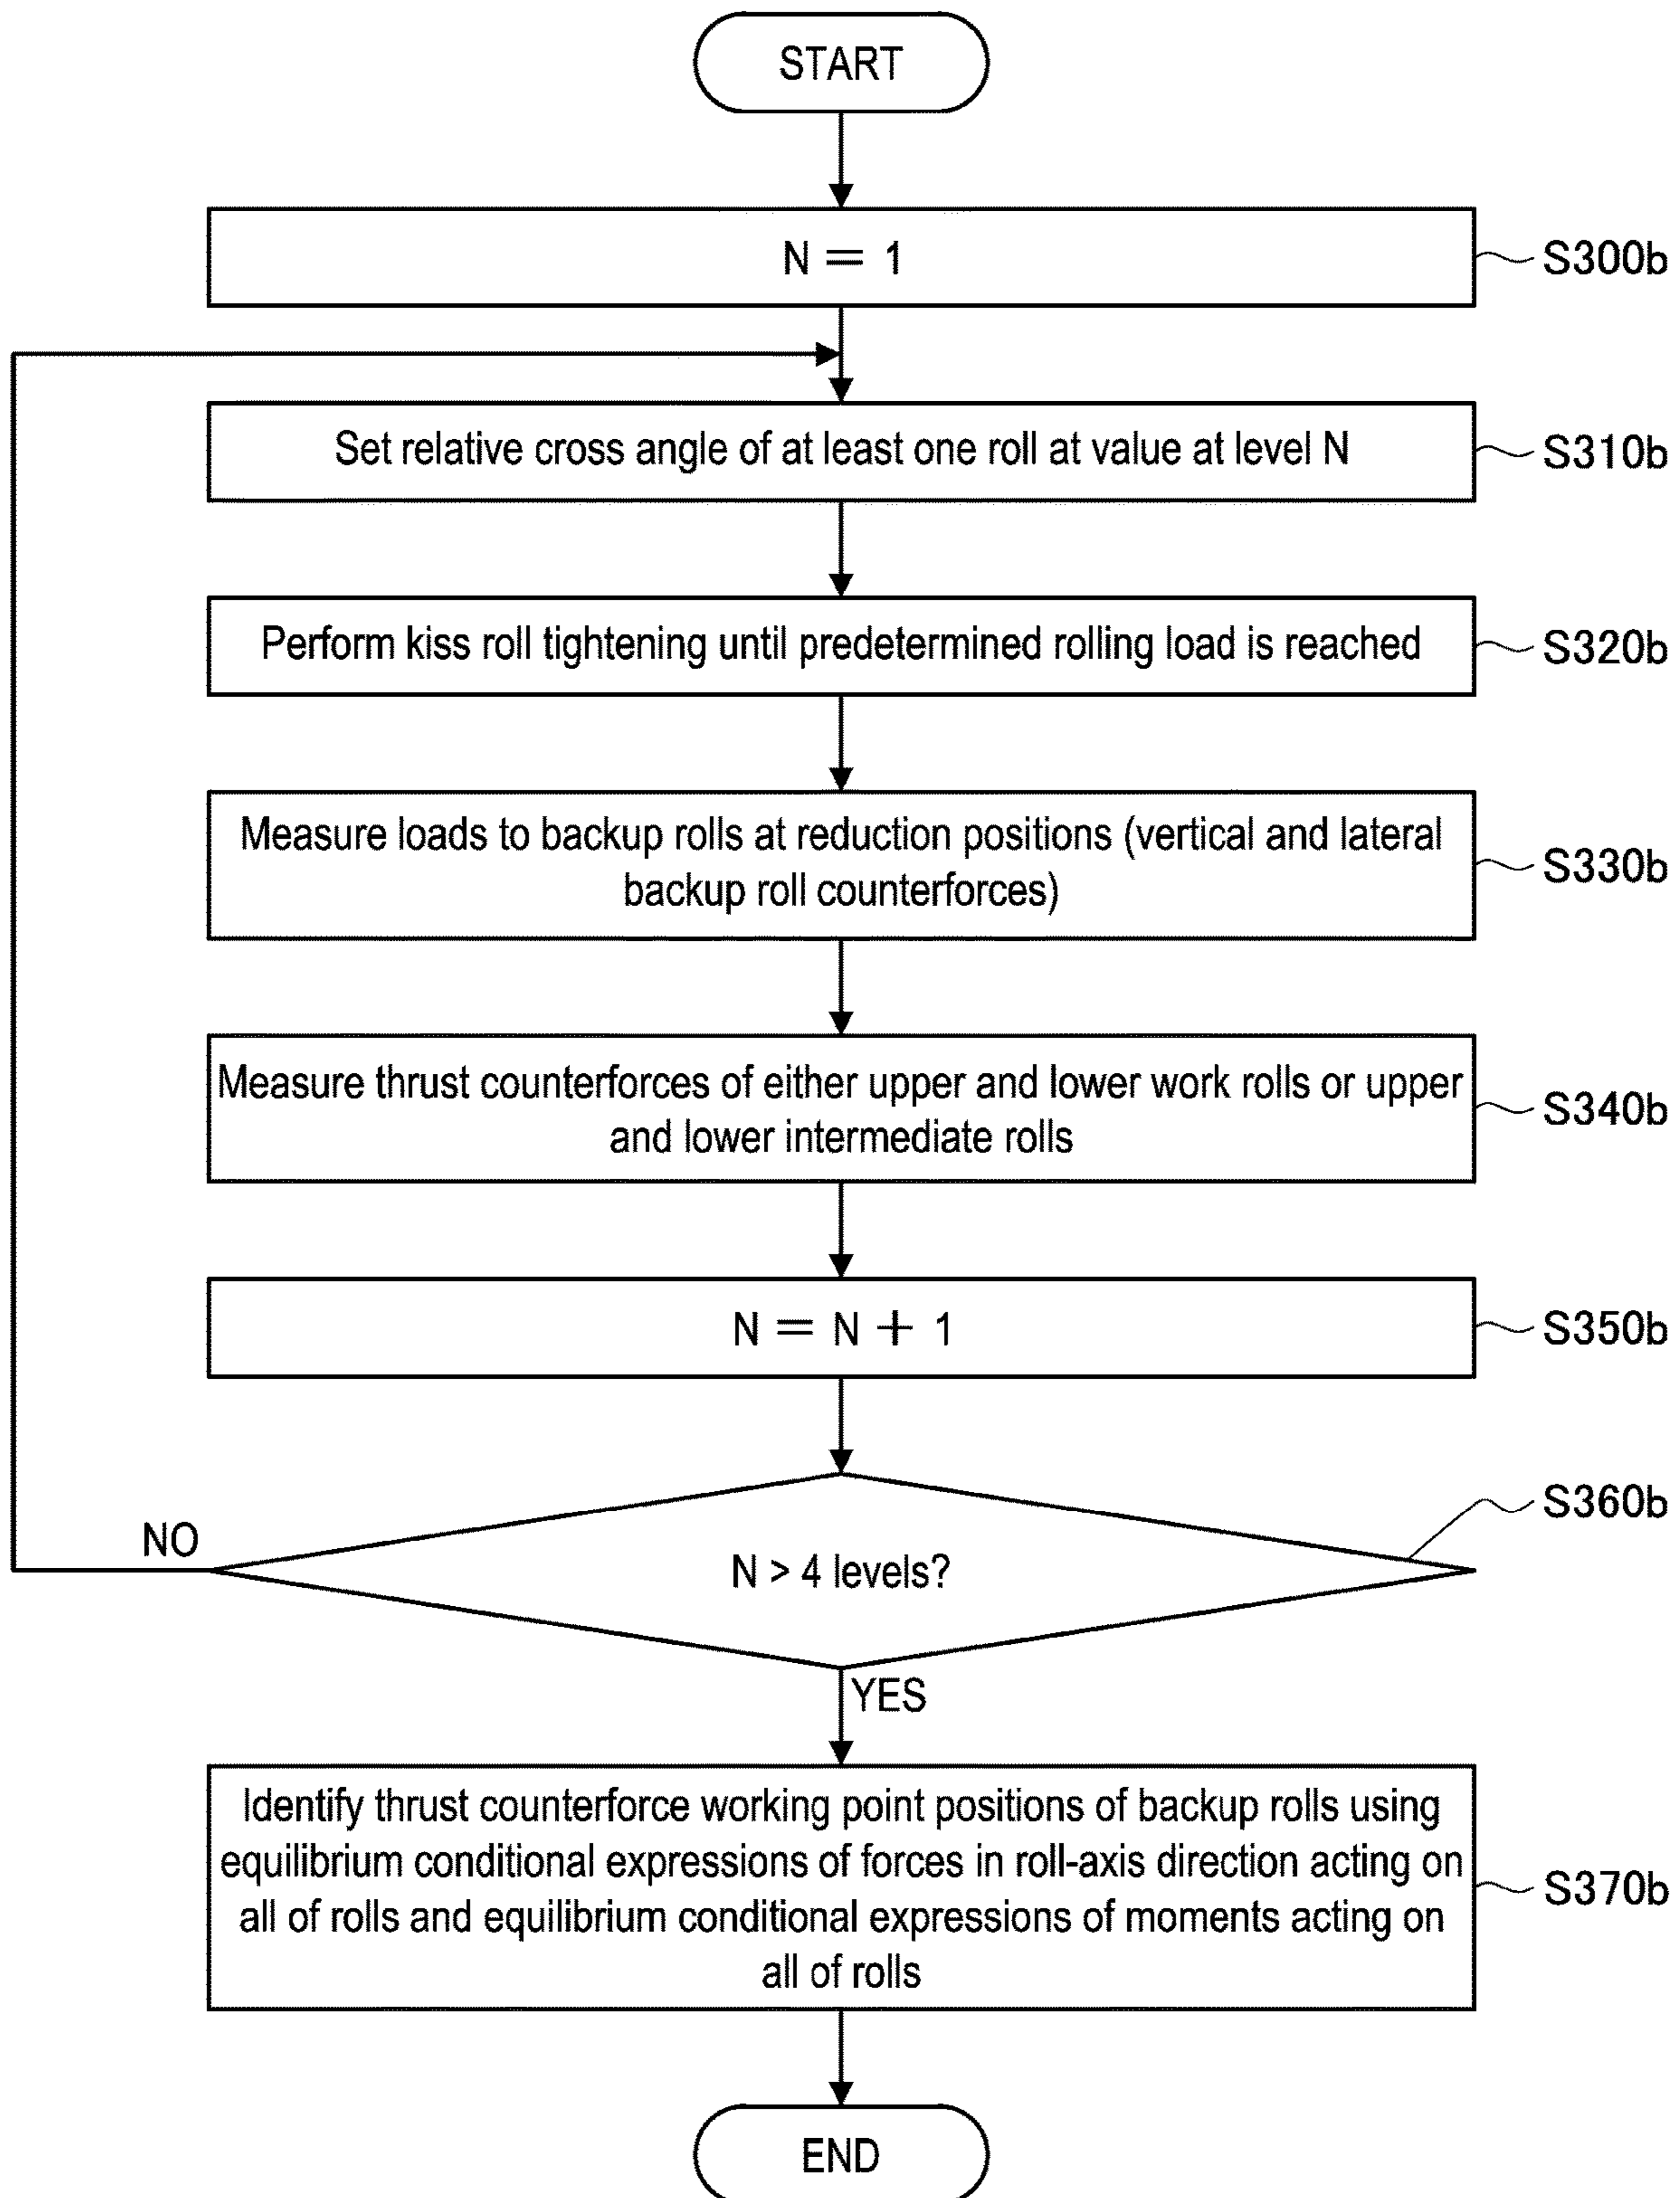 START
N = 1
S300b
Set relative cross angle of at least one roll at value at level N
S310b
Perform kiss roll tightening until predetermined rolling load is reached
S320b
Measure loads to backup rolls at reduction positions (vertical and lateral
backup roll counterforces)
S330b
Measure thrust counterforces of either upper and lower work rolls or upper
and lower intermediate rolls
S340b
N = N + 1
S350b
S360b
NO
N > 4 levels?
YES
Identify thrust counterforce working point positions of backup rolls using
equilibrium conditional expressions of forces in roll-axis direction acting on
all of rolls and equilibrium conditional expressions of moments acting on
all of rolls
S370b
END